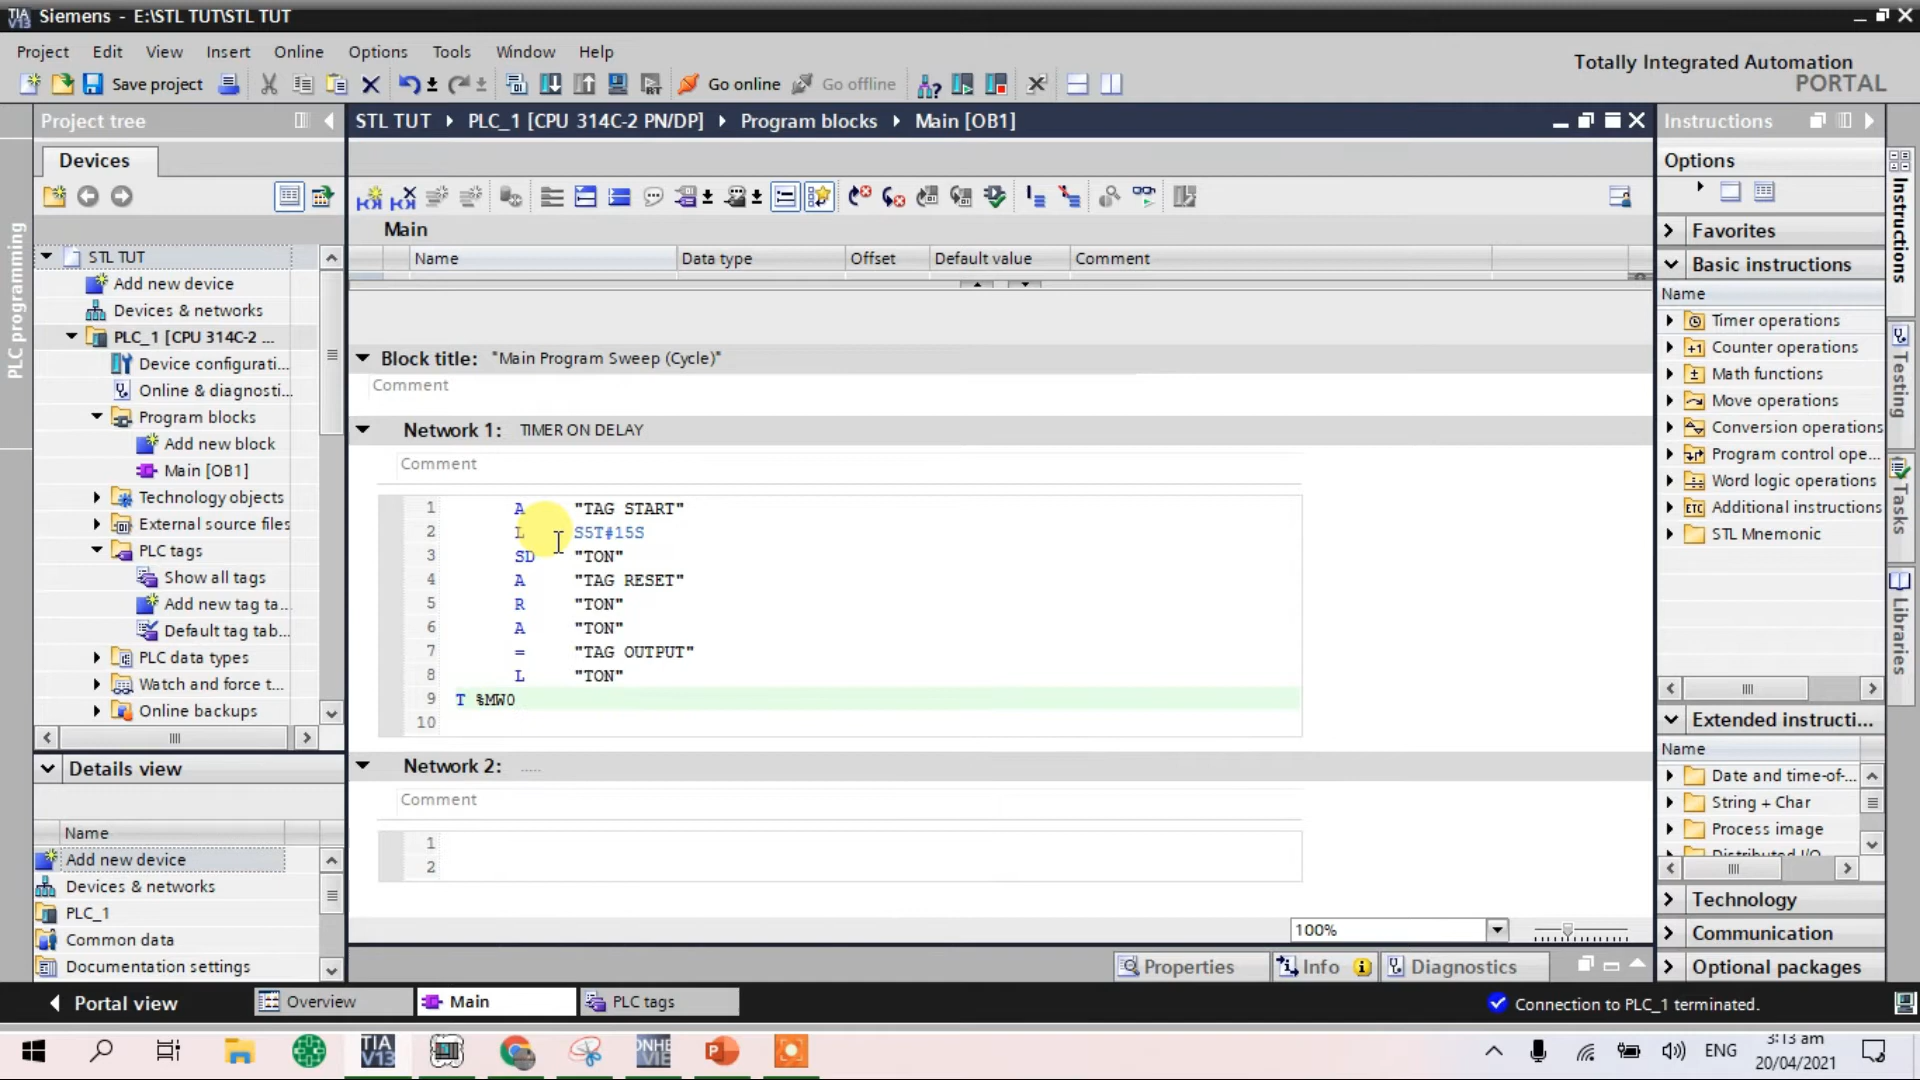 TIA V13 Siemens - E:\STL TUT\STL TUT
Project Edit View Insert Online Options Tools Window Help
Totally Integrated Automation
PORTAL
Save project Go online Go offline
Project tree
STL TUT PLC_1 [CPU 314C-2 PN/DP] Program blocks Main [OB1]
Instructions
Devices
Options
PLC programming
Main
Name Data type Offset Default value Comment
STL TUT
Add new device
Devices & networks
PLC_1 [CPU 314C-2 ...
Device configurati...
Online & diagnosti...
Program blocks
Add new block
Main [OB1]
Technology objects
External source files
PLC tags
Show all tags
Add new tag ta...
Default tag tab...
PLC data types
Watch and force t...
Online backups
Details view
Name
Add new device
Devices & networks
PLC_1
Common data
Documentation settings
Block title: "Main Program Sweep (Cycle)"
Comment
Network 1: TIMER ON DELAY
Comment
1 A "TAG START"
2 L S5T#15S
3 SD "TON"
4 A "TAG RESET"
5 R "TON"
6 A "TON"
7 = "TAG OUTPUT"
8 L "TON"
9 T %MW0
10
Network 2: .....
Comment
1
2
100%
Properties Info Diagnostics
Favorites
Basic instructions
Name
Timer operations
Counter operations
Math functions
Move operations
Conversion operations
Program control ope...
Word logic operations
Additional instructions
STL Mnemonic
Extended instructi...
Name
Date and time-of-...
String + Char
Process image
Distributed I/O
Technology
Communication
Optional packages
Instructions
Testing
Tasks
Libraries
Portal view Overview Main PLC tags Connection to PLC_1 terminated.
TIA V13
ENG
3:13 am
20/04/2021